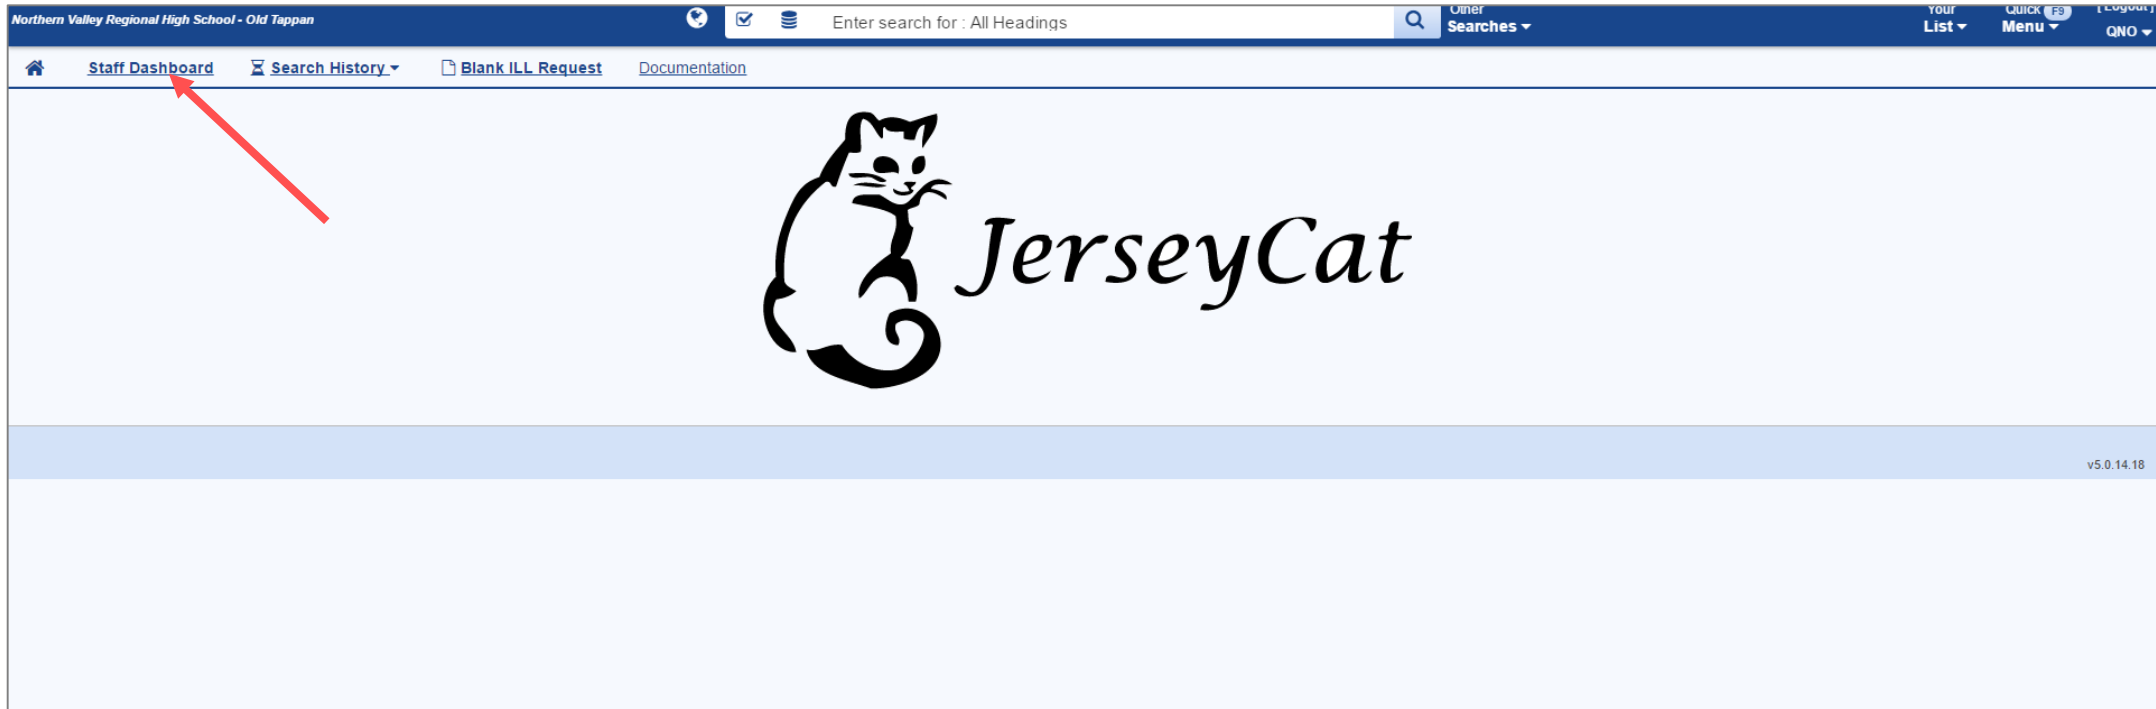 Northern Valley Regional High School - Old Tappan
Enter search for : All Headings
Other
Searches
Your
List
Quick F9
Menu
[Logout]
QNO
Staff Dashboard
Search History
Blank ILL Request
Documentation
JerseyCat
v5.0.14.18